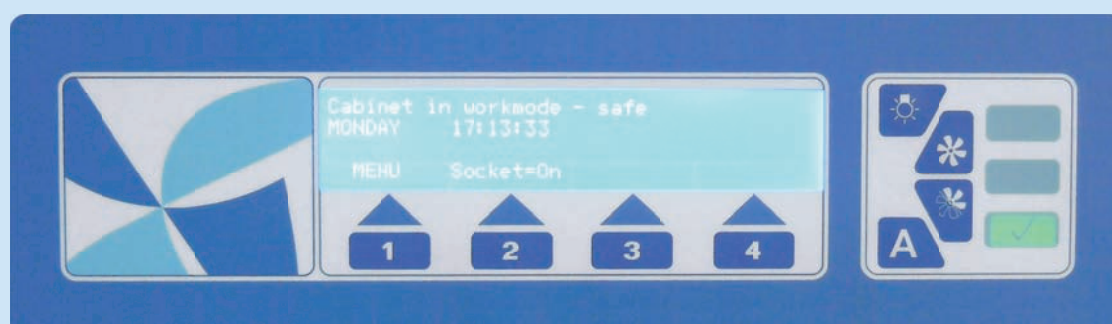 Cabinet in workmode - safe
MONDAY 17:13:33
MENU Socket=On
1 2 3 4
A